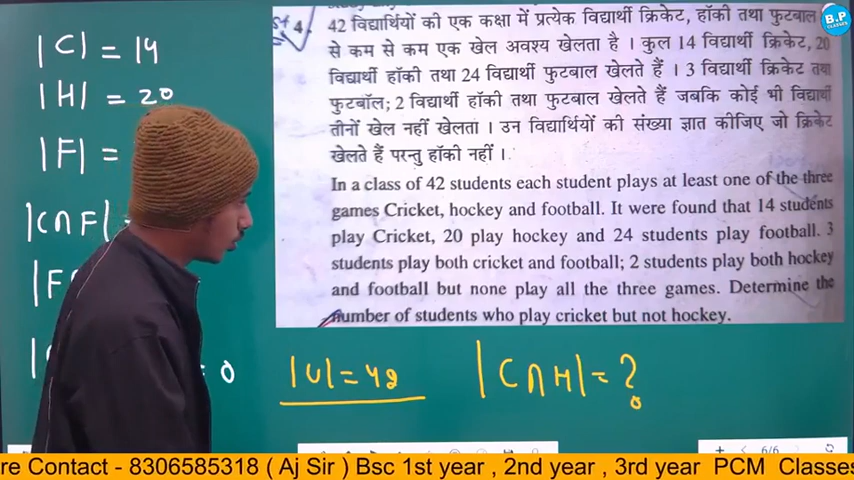 B.P
CLASSES
|C| = 14
|H| = 20
|F| =
|C∩F|
= 0
4.
42 विद्यार्थियों की एक कक्षा में प्रत्येक विद्यार्थी क्रिकेट, हॉकी तथा फुटबाल
से कम से कम एक खेल अवश्य खेलता है । कुल 14 विद्यार्थी क्रिकेट, 20
विद्यार्थी हॉकी तथा 24 विद्यार्थी फुटबाल खेलते हैं । 3 विद्यार्थी क्रिकेट तथा
फुटबॉल; 2 विद्यार्थी हॉकी तथा फुटबाल खेलते हैं जबकि कोई भी विद्यार्थी
तीनों खेल नहीं खेलता । उन विद्यार्थियों की संख्या ज्ञात कीजिए जो क्रिकेट
खेलते हैं परन्तु हॉकी नहीं ।
In a class of 42 students each student plays at least one of the three
games Cricket, hockey and football. It were found that 14 students
play Cricket, 20 play hockey and 24 students play football. 3
students play both cricket and football; 2 students play both hockey
and football but none play all the three games. Determine the
number of students who play cricket but not hockey.
|U| = 42
|C∩H| = ?
6/6
re Contact - 8306585318 ( Aj Sir ) Bsc 1st year , 2nd year , 3rd year PCM Classes